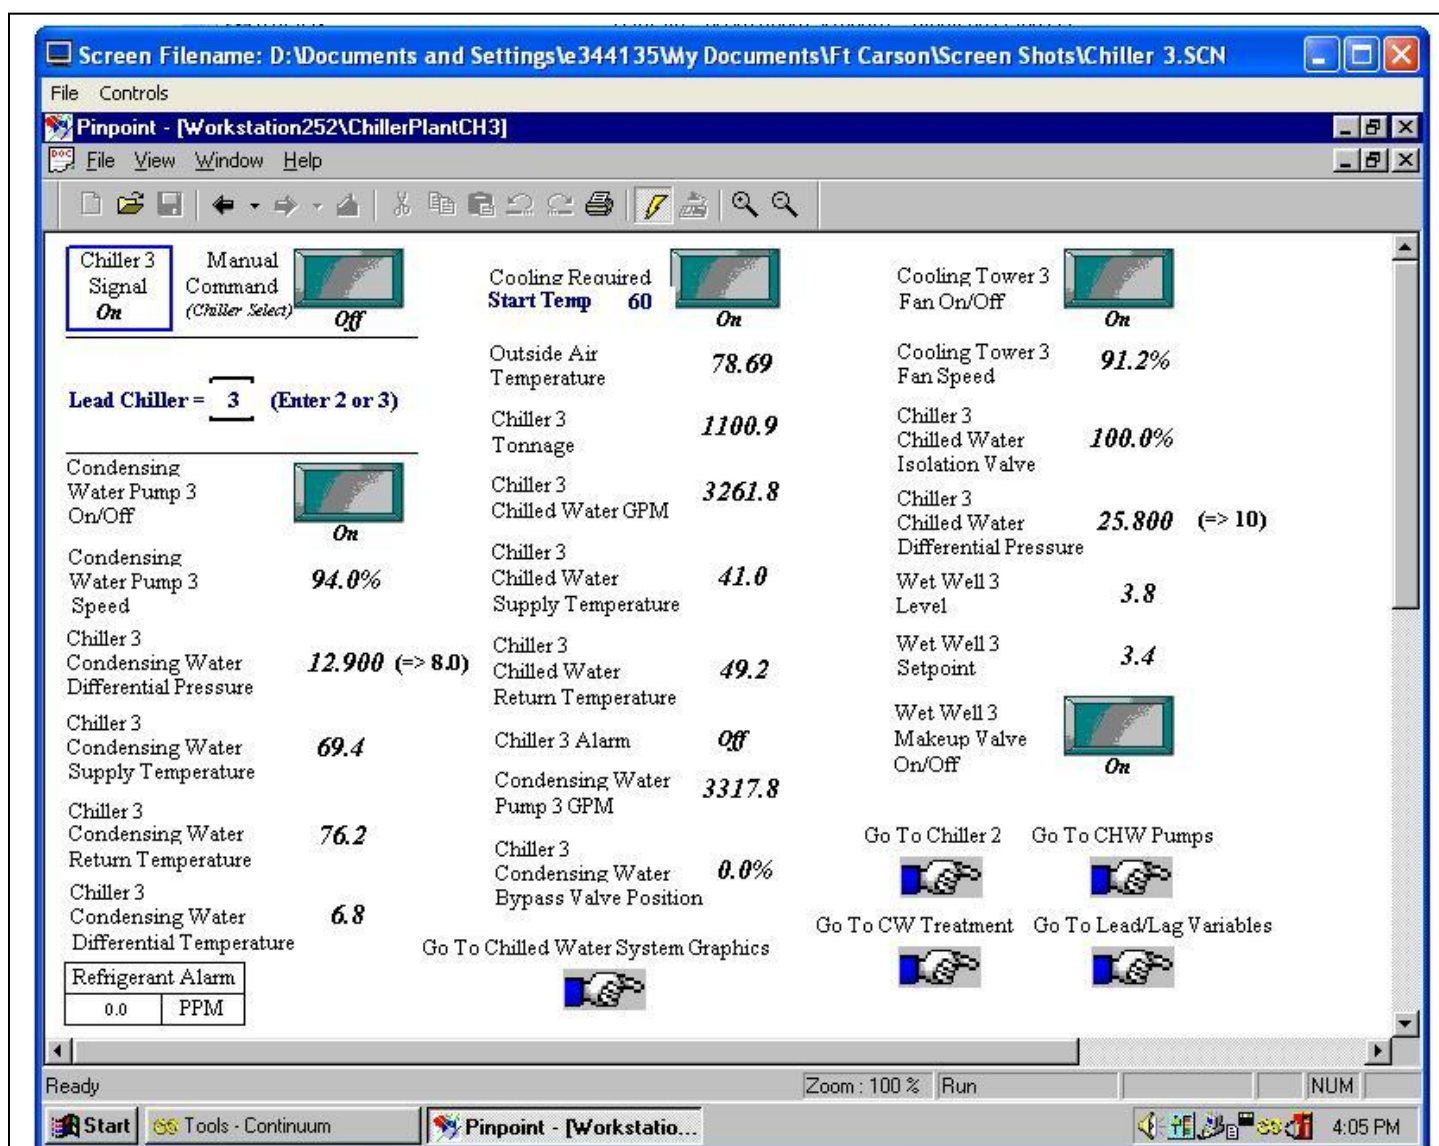 Screen Filename: D:\Documents and Settings\e344135\My Documents\Ft Carson\Screen Shots\Chiller 3.SCN
File Controls
Pinpoint - [Workstation252\ChillerPlantCH3]
File View Window Help
Chiller 3
Signal
On
Manual
Command
(Chiller Select)
Off
Lead Chiller = 3 (Enter 2 or 3)
Condensing
Water Pump 3
On/Off
On
Condensing
Water Pump 3
Speed
94.0%
Chiller 3
Condensing Water
Differential Pressure
12.900 (=> 8.0)
Chiller 3
Condensing Water
Supply Temperature
69.4
Chiller 3
Condensing Water
Return Temperature
76.2
Chiller 3
Condensing Water
Differential Temperature
6.8
Refrigerant Alarm
0.0 PPM
Cooling Required
Start Temp 60
On
Outside Air
Temperature
78.69
Chiller 3
Tonnage
1100.9
Chiller 3
Chilled Water GPM
3261.8
Chiller 3
Chilled Water
Supply Temperature
41.0
Chiller 3
Chilled Water
Return Temperature
49.2
Chiller 3 Alarm Off
Condensing Water
Pump 3 GPM
3317.8
Chiller 3
Condensing Water
Bypass Valve Position
0.0%
Go To Chilled Water System Graphics
Cooling Tower 3
Fan On/Off
On
Cooling Tower 3
Fan Speed
91.2%
Chiller 3
Chilled Water
Isolation Valve
100.0%
Chiller 3
Chilled Water
Differential Pressure
25.800 (=> 10)
Wet Well 3
Level
3.8
Wet Well 3
Setpoint
3.4
Wet Well 3
Makeup Valve
On/Off
On
Go To Chiller 2 Go To CHW Pumps
Go To CW Treatment Go To Lead/Lag Variables
Ready Zoom : 100 % Run NUM
Start Tools - Continuum Pinpoint - [Workstatio... 4:05 PM